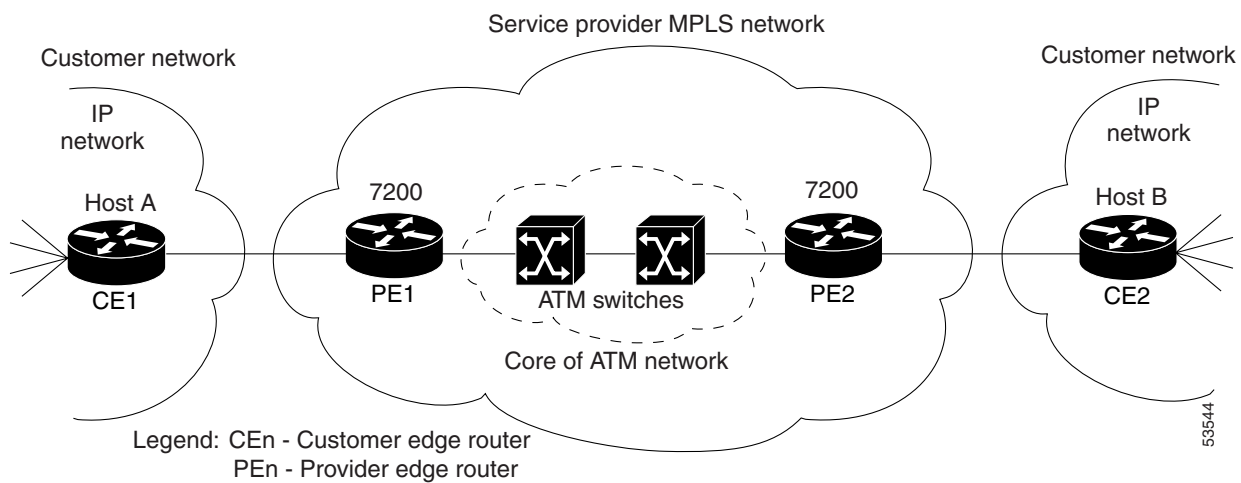 Service provider MPLS network
Customer network
Customer network
IP
network
IP
network
Host A
7200
7200
Host B
CE1
PE1
ATM switches
PE2
CE2
Core of ATM network
Legend: CEn - Customer edge router
PEn - Provider edge router
53544